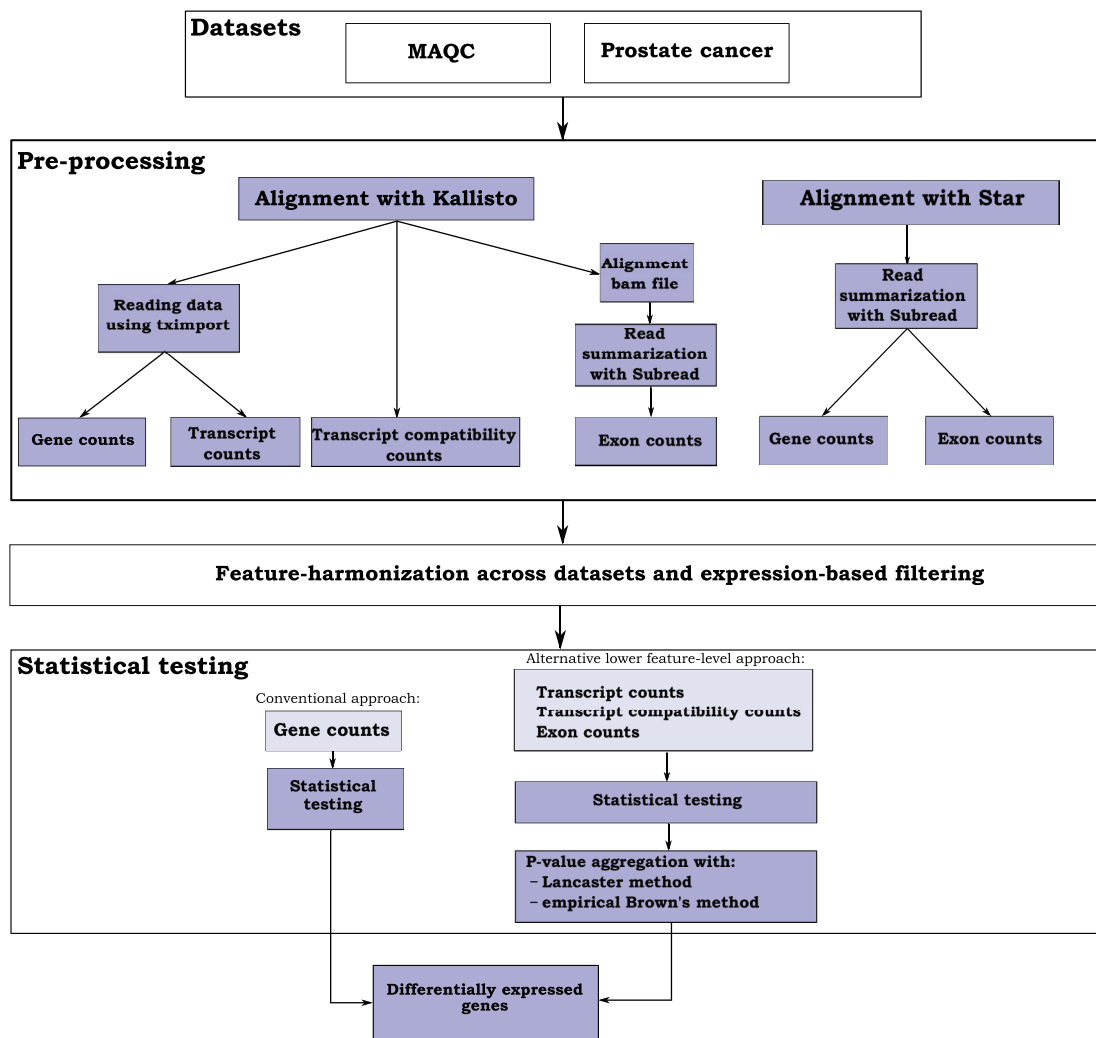 Datasets
MAQC
Prostate cancer
Pre-processing
Alignment with Kallisto
Alignment with Star
Alignment
bam file
Reading data
using tximport
Read
summarization
with Subread
Read
summarization
with Subread
Gene counts
Transcript
counts
Transcript compatibility
counts
Exon counts
Gene counts
Exon counts
Feature-harmonization across datasets and expression-based filtering
Statistical testing
Conventional approach:
Gene counts
Statistical
testing
Alternative lower feature-level approach:
Transcript counts
Transcript compatibility counts
Exon counts
Statistical testing
P-value aggregation with:
– Lancaster method
– empirical Brown's method
Differentially expressed
genes